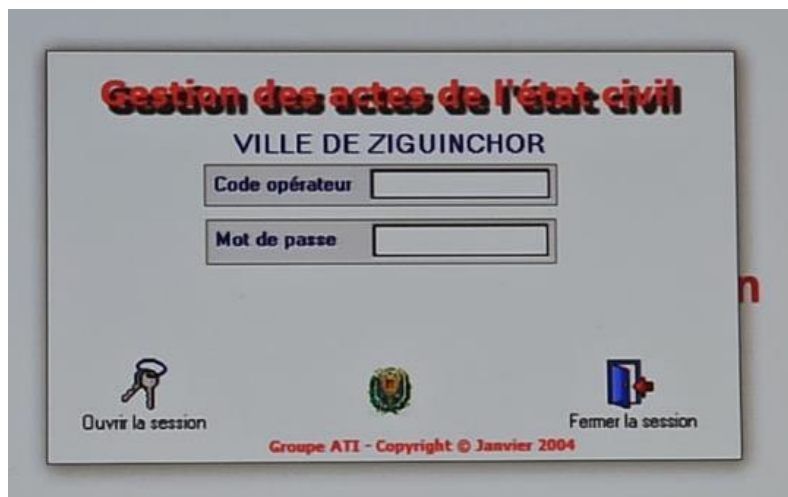 Gestion des actes de l'état civil
VILLE DE ZIGUINCHOR
Code opérateur
Mot de passe
n
Ouvrir la session
Fermer la session
Groupe ATI - Copyright © Janvier 2004